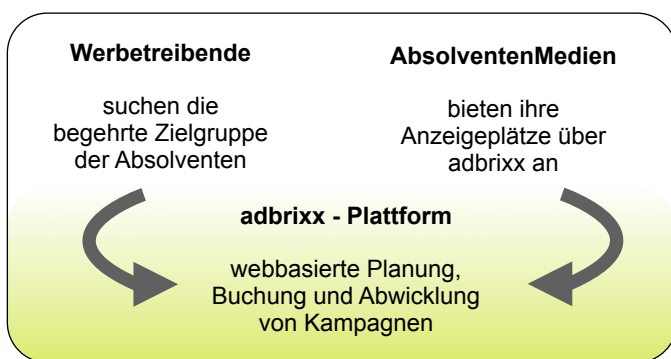 Werbetreibende
suchen die
begehrte Zielgruppe
der Absolventen
AbsolventenMedien
bieten ihre
Anzeigeplätze über
adbrixx an
adbrixx - Plattform
webbasierte Planung,
Buchung und Abwicklung
von Kampagnen